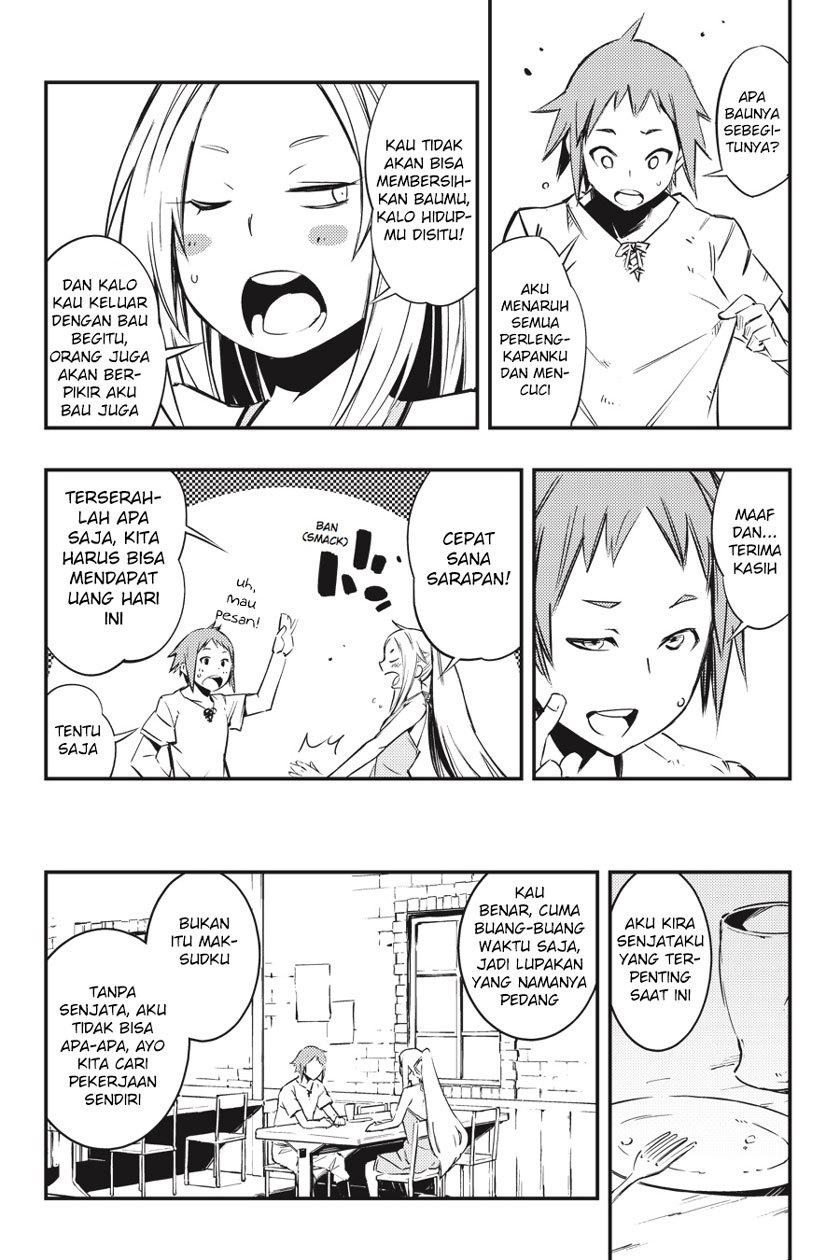 APA
BAUNYA
SEBEGI-
TUNYA?
AKU
MENARUH
SEMUA
PERLENG-
KAPANKU
DAN MEN-
CUCI
KAU TIDAK
AKAN BISA
MEMBERSIH-
KAN BAUMU,
KALO HIDUP-
MU DISITU!
DAN KALO
KAU KELUAR
DENGAN BAU
BEGITU,
ORANG JUGA
AKAN BER-
PIKIR AKU
BAU JUGA
MAAF
DAN...
TERIMA
KASIH
CEPAT
SANA
SARAPAN!
BAN
(SMACK)
uh,
mau
pesan!
TERSERAH-
LAH APA
SAJA, KITA
HARUS BISA
MENDAPAT
UANG HARI
INI
TENTU
SAJA
AKU KIRA
SENJATAKU
YANG TER-
PENTING
SAAT INI
KAU
BENAR, CUMA
BUANG-BUANG
WAKTU SAJA,
JADI LUPAKAN
YANG NAMANYA
PEDANG
BUKAN
ITU MAK-
SUDKU
TANPA
SENJATA, AKU
TIDAK BISA
APA-APA, AYO
KITA CARI
PEKERJAAN
SENDIRI